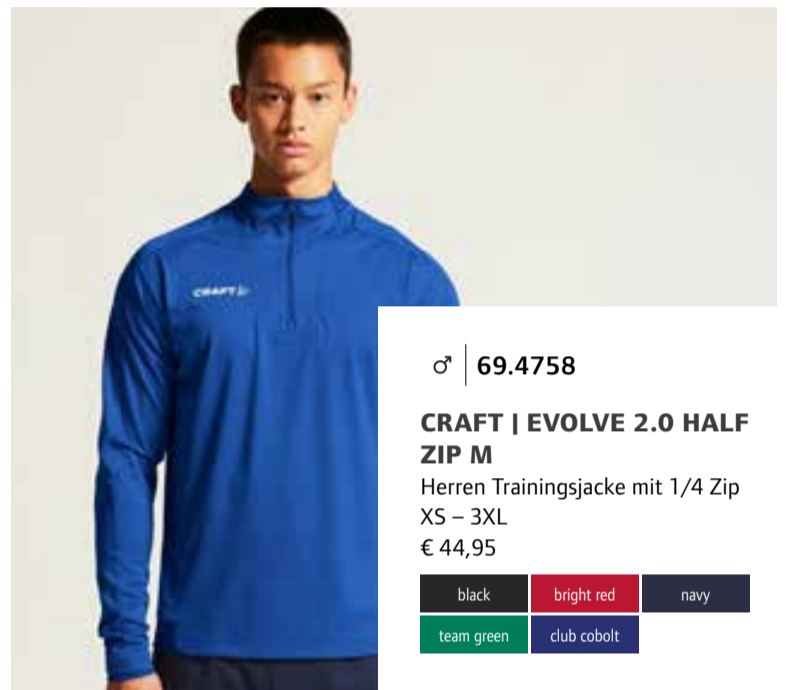 CRAFT
♂ | 69.4758
CRAFT | EVOLVE 2.0 HALF
ZIP M
Herren Trainingsjacke mit 1/4 Zip
XS – 3XL
€ 44,95
black
bright red
navy
team green
club cobolt